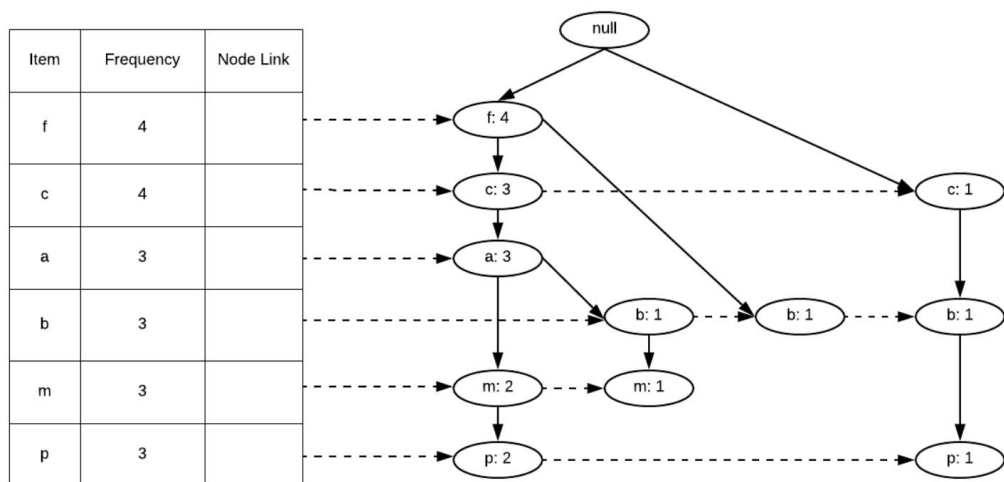 null
Item Frequency Node Link
f 4
f: 4
c 4
c: 3
c: 1
a 3
a: 3
b 3
b: 1
b: 1
b: 1
m 3
m: 2
m: 1
p 3
p: 2
p: 1